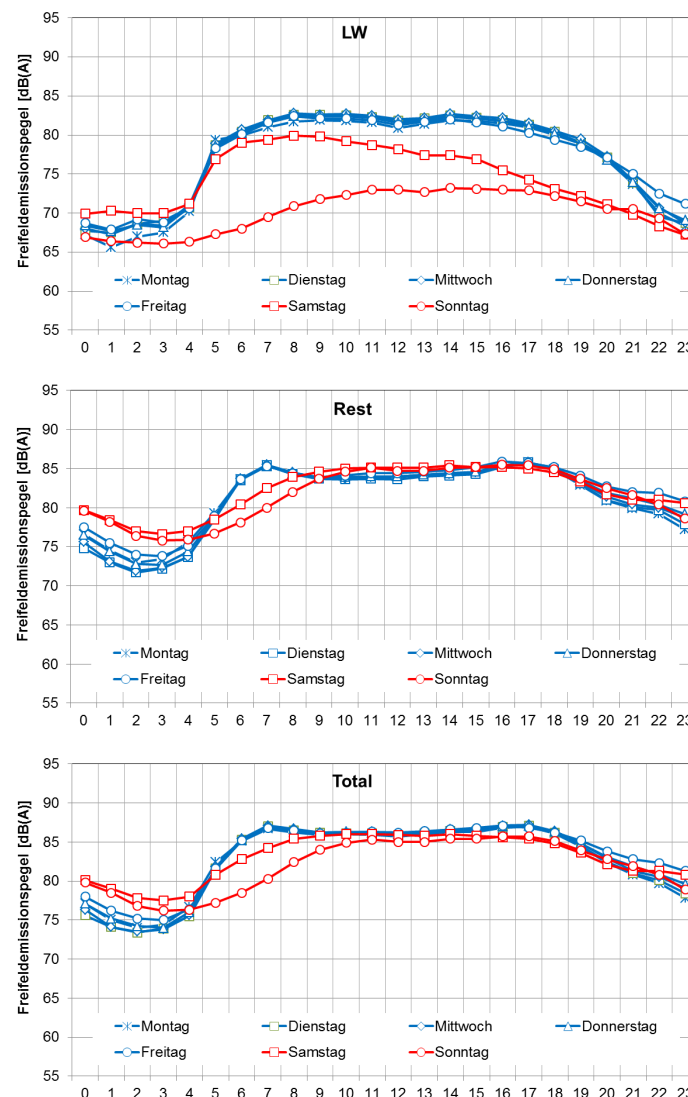 LW
Freifeldemissionspegel [dB(A)]
95
90
85
80
75
70
65
60
55
Montag Dienstag Mittwoch Donnerstag
Freitag Samstag Sonntag
0 1 2 3 4 5 6 7 8 9 10 11 12 13 14 15 16 17 18 19 20 21 22 23
Rest
Freifeldemissionspegel [dB(A)]
95
90
85
80
75
70
65
60
55
Montag Dienstag Mittwoch Donnerstag
Freitag Samstag Sonntag
0 1 2 3 4 5 6 7 8 9 10 11 12 13 14 15 16 17 18 19 20 21 22 23
Total
Freifeldemissionspegel [dB(A)]
95
90
85
80
75
70
65
60
55
Montag Dienstag Mittwoch Donnerstag
Freitag Samstag Sonntag
0 1 2 3 4 5 6 7 8 9 10 11 12 13 14 15 16 17 18 19 20 21 22 23